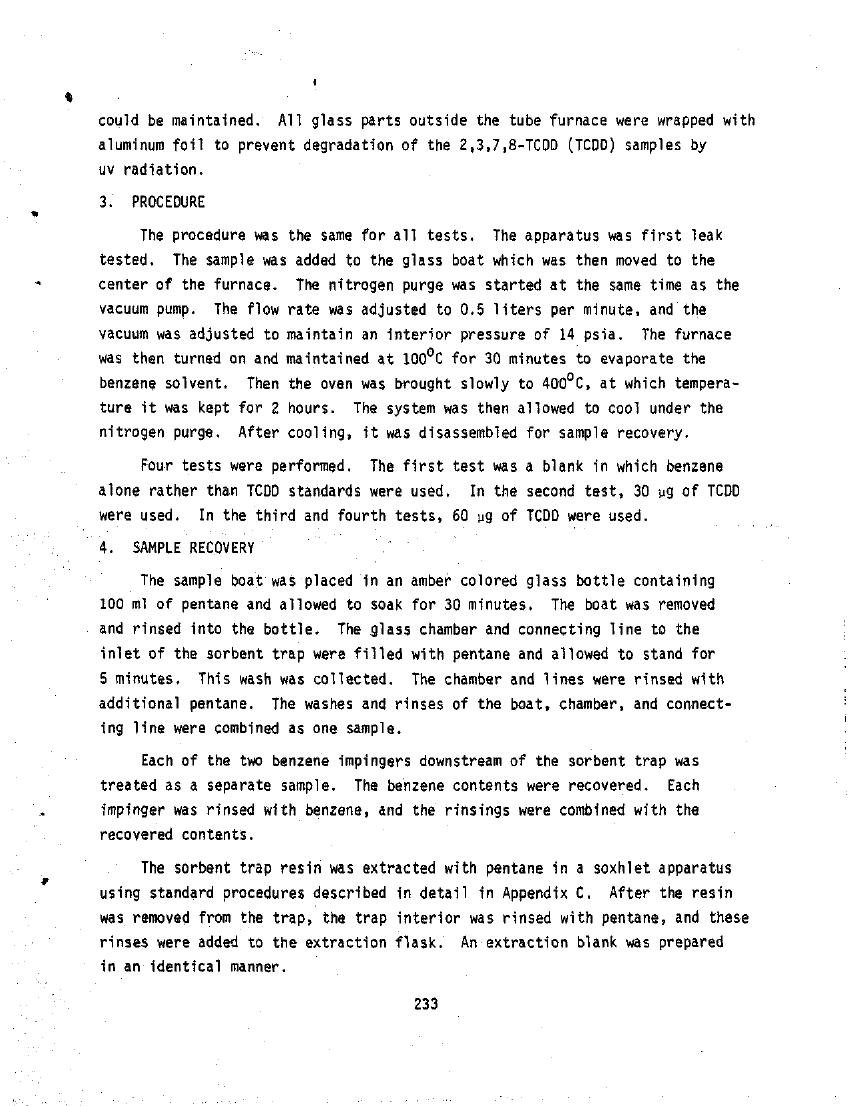 could be maintained. All glass parts outside the tube furnace were wrapped with
aluminum foil to prevent degradation of the 2,3,7,8-TCDD (TCDD) samples by
uv radiation.
3. PROCEDURE
The procedure was the same for all tests. The apparatus was first leak
tested. The sample was added to the glass boat which was then moved to the
center of the furnace. The nitrogen purge was started at the same time as the
vacuum pump. The flow rate was adjusted to 0.5 liters per minute, and the
vacuum was adjusted to maintain an interior pressure of 14 psia. The furnace
was then turned on and maintained at 100⁰C for 30 minutes to evaporate the
benzene solvent. Then the oven was brought slowly to 400⁰C, at which tempera-
ture it was kept for 2 hours. The system was then allowed to cool under the
nitrogen purge. After cooling, it was disassembled for sample recovery.
Four tests were performed. The first test was a blank in which benzene
alone rather than TCDD standards were used. In the second test, 30 µg of TCDD
were used. In the third and fourth tests, 60 µg of TCDD were used.
4. SAMPLE RECOVERY
The sample boat was placed in an amber colored glass bottle containing
100 ml of pentane and allowed to soak for 30 minutes. The boat was removed
and rinsed into the bottle. The glass chamber and connecting line to the
inlet of the sorbent trap were filled with pentane and allowed to stand for
5 minutes. This wash was collected. The chamber and lines were rinsed with
additional pentane. The washes and rinses of the boat, chamber, and connect-
ing line were combined as one sample.
Each of the two benzene impingers downstream of the sorbent trap was
treated as a separate sample. The benzene contents were recovered. Each
impinger was rinsed with benzene, and the rinsings were combined with the
recovered contents.
The sorbent trap resin was extracted with pentane in a soxhlet apparatus
using standard procedures described in detail in Appendix C. After the resin
was removed from the trap, the trap interior was rinsed with pentane, and these
rinses were added to the extraction flask. An extraction blank was prepared
in an identical manner.
233